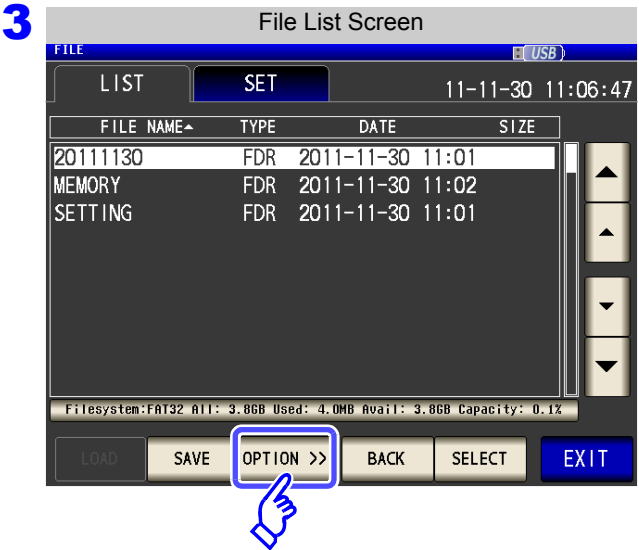 3
File List Screen
FILE USB
LIST SET 11-11-30 11:06:47
FILE NAME▲ TYPE DATE SIZE
20111130 FDR 2011-11-30 11:01
MEMORY FDR 2011-11-30 11:02
SETTING FDR 2011-11-30 11:01
Filesystem:FAT32 All: 3.8GB Used: 4.0MB Avail: 3.8GB Capacity: 0.1%
LOAD SAVE OPTION >> BACK SELECT EXIT